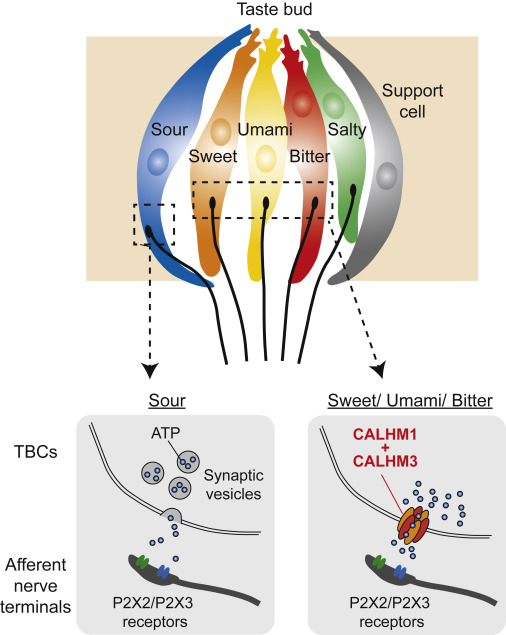 Taste bud
Support
cell
Sour
Umami
Salty
Sweet
Bitter
Sour
Sweet/ Umami/ Bitter
TBCs
ATP
Synaptic
vesicles
CALHM1
+
CALHM3
Afferent
nerve
terminals
P2X2/P2X3
receptors
P2X2/P2X3
receptors